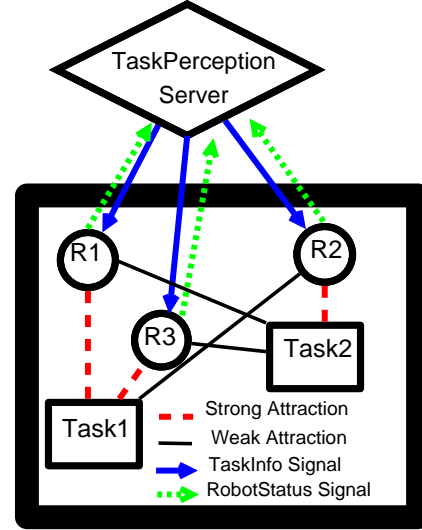 TaskPerception
Server
R1
R2
R3
Task2
Task1
Strong Attraction
Weak Attraction
TaskInfo Signal
RobotStatus Signal